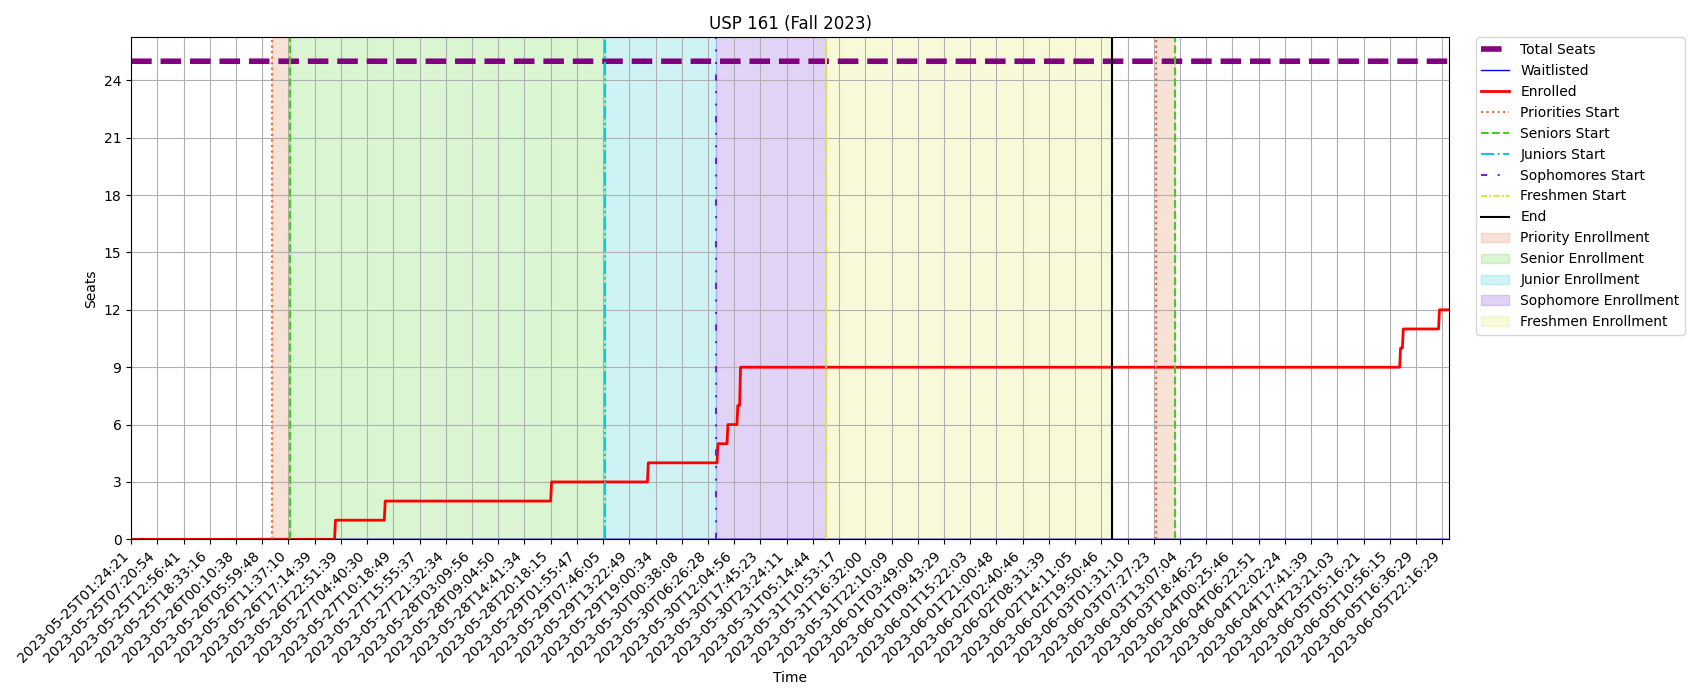 USP 161 (Fall 2023)
Seats
24
21
18
15
12
9
6
3
0
2023-05-25T01:24:21
2023-05-25T07:20:54
2023-05-25T12:56:41
2023-05-25T18:33:16
2023-05-26T00:10:38
2023-05-26T05:59:48
2023-05-26T11:37:10
2023-05-26T17:14:39
2023-05-26T22:51:39
2023-05-27T04:40:30
2023-05-27T10:18:49
2023-05-27T15:55:37
2023-05-27T21:32:34
2023-05-28T03:09:56
2023-05-28T09:04:50
2023-05-28T14:41:34
2023-05-28T20:18:15
2023-05-29T01:55:47
2023-05-29T07:46:05
2023-05-29T13:22:49
2023-05-29T19:00:34
2023-05-30T00:38:09
2023-05-30T06:26:28
2023-05-30T12:04:56
2023-05-30T17:45:23
2023-05-30T23:24:11
2023-05-31T05:14:44
2023-05-31T10:53:17
2023-05-31T16:32:00
2023-05-31T22:10:09
2023-06-01T03:49:00
2023-06-01T09:43:29
2023-06-01T15:22:03
2023-06-01T21:00:48
2023-06-02T02:40:46
2023-06-02T08:31:39
2023-06-02T14:11:05
2023-06-02T19:50:46
2023-06-03T01:31:10
2023-06-03T07:27:23
2023-06-03T13:07:04
2023-06-03T18:46:25
2023-06-04T00:25:46
2023-06-04T06:22:51
2023-06-04T12:02:24
2023-06-04T17:41:39
2023-06-04T23:21:03
2023-06-05T05:16:21
2023-06-05T10:56:15
2023-06-05T16:36:29
2023-06-05T22:16:29
Time
Total Seats
Waitlisted
Enrolled
Priorities Start
Seniors Start
Juniors Start
Sophomores Start
Freshmen Start
End
Priority Enrollment
Senior Enrollment
Junior Enrollment
Sophomore Enrollment
Freshmen Enrollment